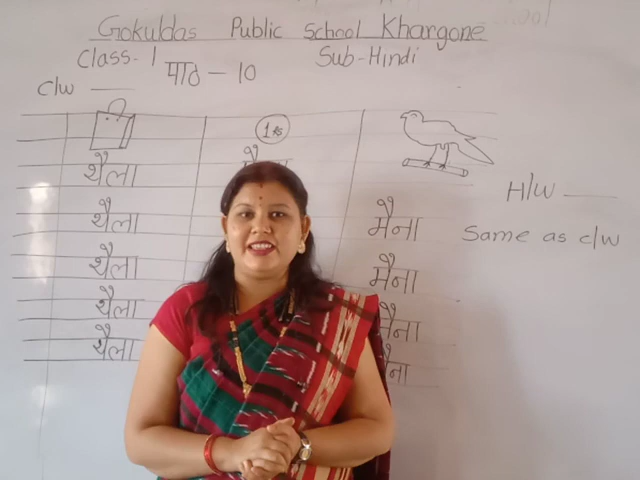 Gokuldas Public School Khargone
Class-1 Sub-Hindi
पाठ - 10
C/W
थैला
थैला मैना
थैला मैना
थैला मैना
थैला
H/W
Same as c/w